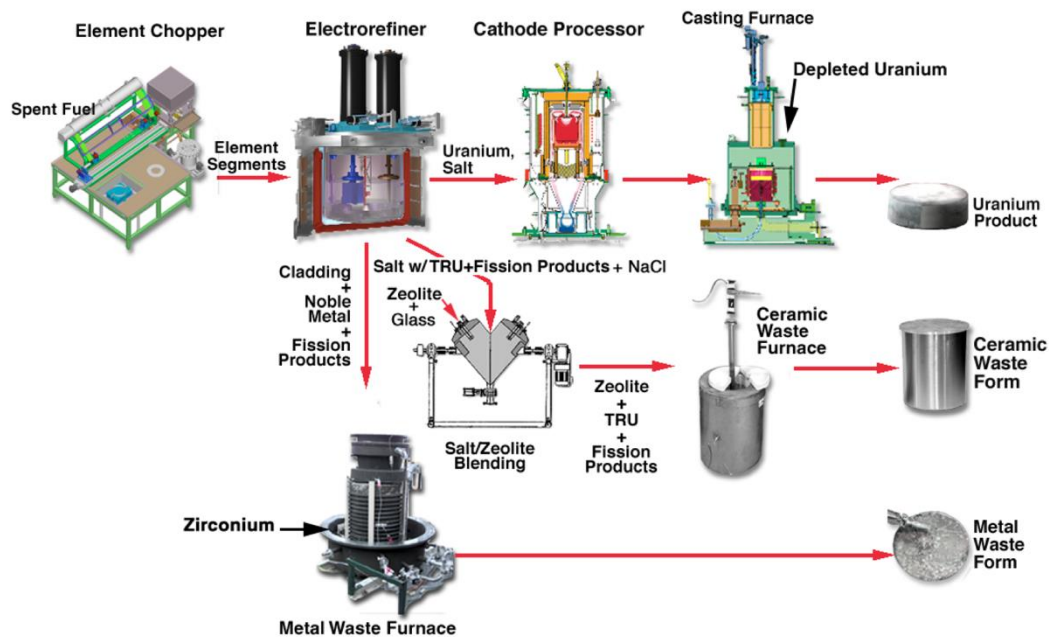 Element Chopper
Electrorefiner
Cathode Processor
Casting Furnace
Depleted Uranium
Spent Fuel
Element
Segments
Uranium,
Salt
Uranium
Product
Salt w/TRU+Fission Products + NaCl
Cladding
+
Noble
Metal
+
Fission
Products
Zeolite
+
Glass
Ceramic
Waste
Furnace
Ceramic
Waste
Form
Zeolite
+
TRU
+
Fission
Products
Salt/Zeolite
Blending
Zirconium
Metal
Waste
Form
Metal Waste Furnace